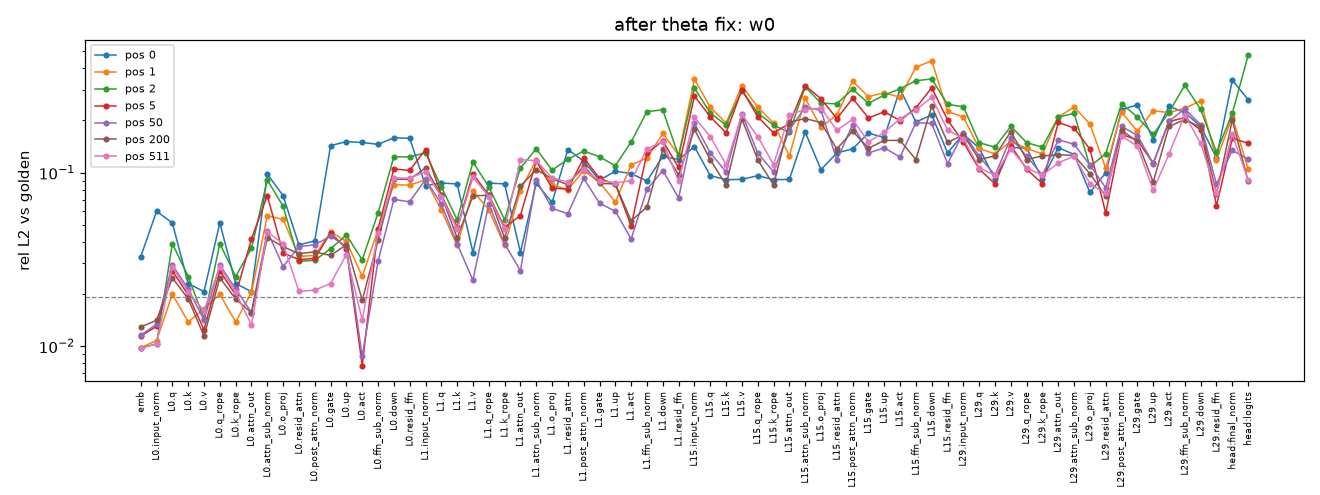 after theta fix: w0
rel L2 vs golden
10⁻¹
10⁻²
pos 0
pos 1
pos 2
pos 5
pos 50
pos 200
pos 511
emb
L0.input_norm
L0.q
L0.k
L0.v
L0.q_rope
L0.k_rope
L0.attn_out
L0.attn_sub_norm
L0.o_proj
L0.resid_attn
L0.post_attn_norm
L0.gate
L0.up
L0.act
L0.ffn_sub_norm
L0.down
L0.resid_ffn
L1.input_norm
L1.q
L1.k
L1.v
L1.q_rope
L1.k_rope
L1.attn_out
L1.attn_sub_norm
L1.o_proj
L1.resid_attn
L1.post_attn_norm
L1.gate
L1.up
L1.act
L1.ffn_sub_norm
L1.down
L1.resid_ffn
L15.input_norm
L15.q
L15.k
L15.v
L15.q_rope
L15.k_rope
L15.attn_out
L15.attn_sub_norm
L15.o_proj
L15.resid_attn
L15.post_attn_norm
L15.gate
L15.up
L15.act
L15.ffn_sub_norm
L15.down
L15.resid_ffn
L29.input_norm
L29.q
L29.k
L29.v
L29.q_rope
L29.k_rope
L29.attn_out
L29.attn_sub_norm
L29.o_proj
L29.resid_attn
L29.post_attn_norm
L29.gate
L29.up
L29.act
L29.ffn_sub_norm
L29.down
L29.resid_ffn
head:final_norm
head:logits